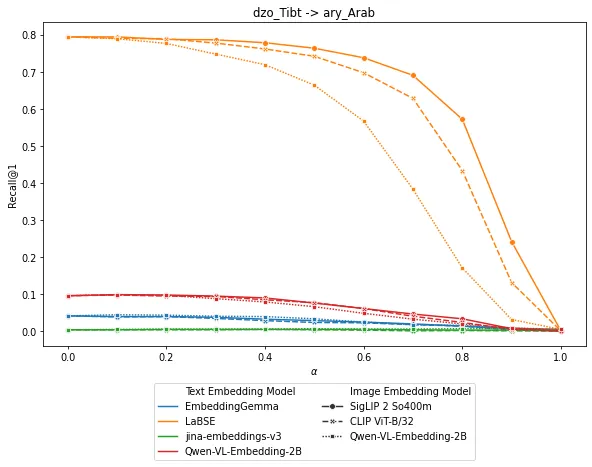 dzo_Tibt -> ary_Arab
0.8
0.7
0.6
0.5
0.4
0.3
0.2
0.1
0.0
Recall@1
0.0 0.2 0.4 0.6 0.8 1.0
α
Text Embedding Model Image Embedding Model
EmbeddingGemma SigLIP 2 So400m
LaBSE CLIP ViT-B/32
jina-embeddings-v3 Qwen-VL-Embedding-2B
Qwen-VL-Embedding-2B